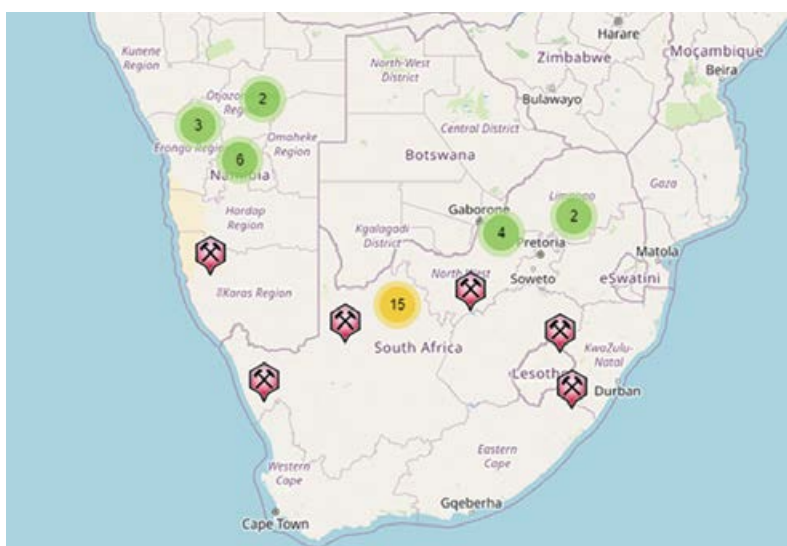 Harare
Kunene
Region
North-West
District
Zimbabwe
Moçambique
Beira
2
Bulawayo
3
Central District
6
Omaheke
Region
Botswana
Gaza
Hardap
Region
Gaborone
2
Kgalagadi
District
4
Pretoria
Matola
North West
Soweto
eSwatini
ǁKaras Region
15
South Africa
KwaZulu-
Natal
Lesotho
Durban
Eastern
Cape
Western
Cape
Gqeberha
Cape Town